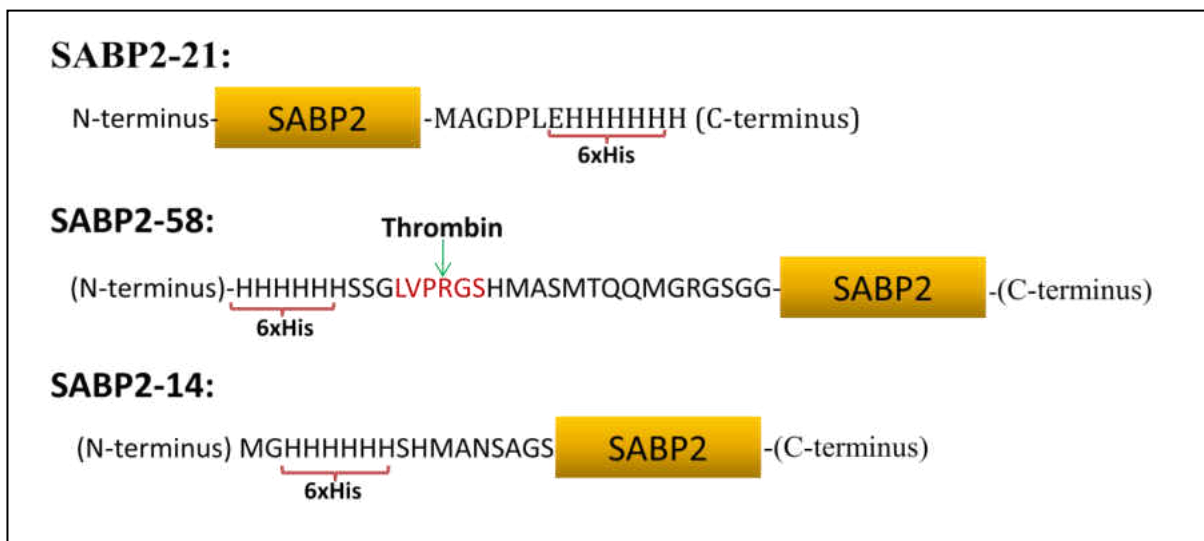 SABP2-21:
N-terminus- SABP2 -MAGDPLEHHHHHH (C-terminus)
6xHis
SABP2-58:
Thrombin
(N-terminus)-HHHHHHSSGLVPRGSHMASMTQQMGRGSGG- SABP2 -(C-terminus)
6xHis
SABP2-14:
(N-terminus) MGHHHHHHSHMANSAGS SABP2 -(C-terminus)
6xHis